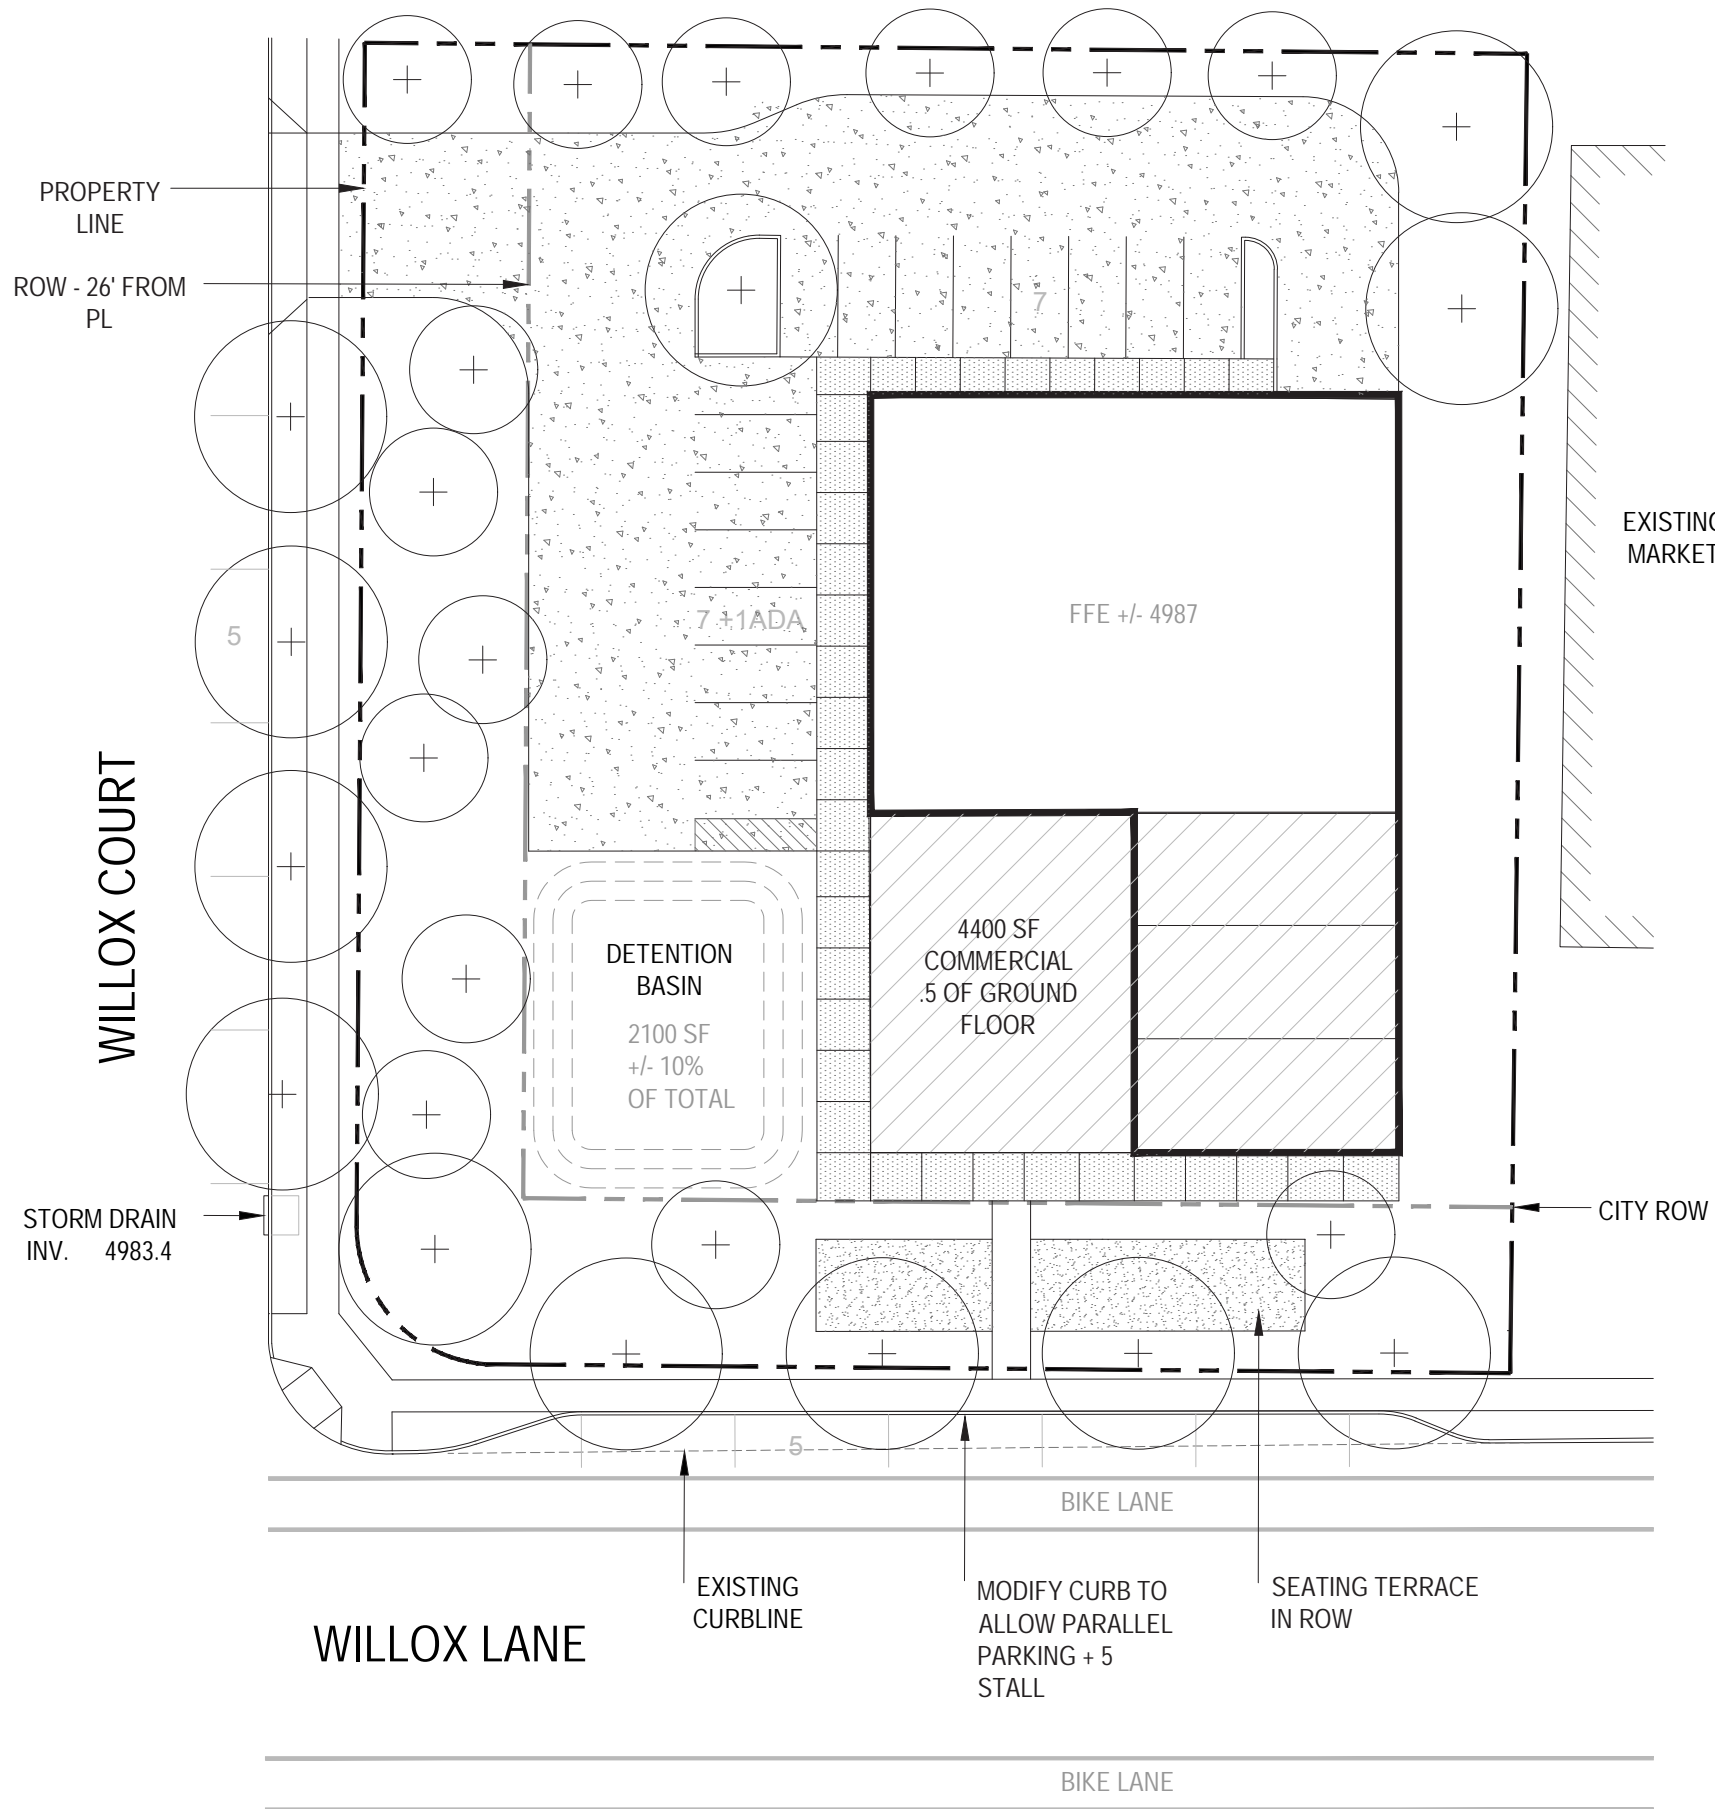 PROPERTY
LINE
ROW - 26' FROM
PL
7
EXISTING
MARKET
FFE +/- 4987
7 +1ADA
5
WILLOX COURT
4400 SF
COMMERCIAL
.5 OF GROUND
FLOOR
DETENTION
BASIN
2100 SF
+/- 10%
OF TOTAL
STORM DRAIN
INV. 4983.4
CITY ROW
5
BIKE LANE
EXISTING
CURBLINE
MODIFY CURB TO
ALLOW PARALLEL
PARKING + 5
STALL
SEATING TERRACE
IN ROW
WILLOX LANE
BIKE LANE